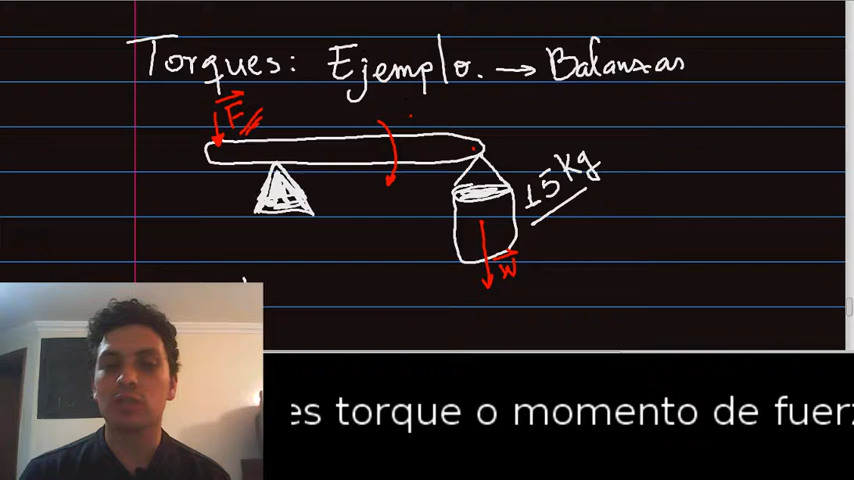 Torques: Ejemplo. → Balanzas
F
15 Kg
w
es torque o momento de fuerz